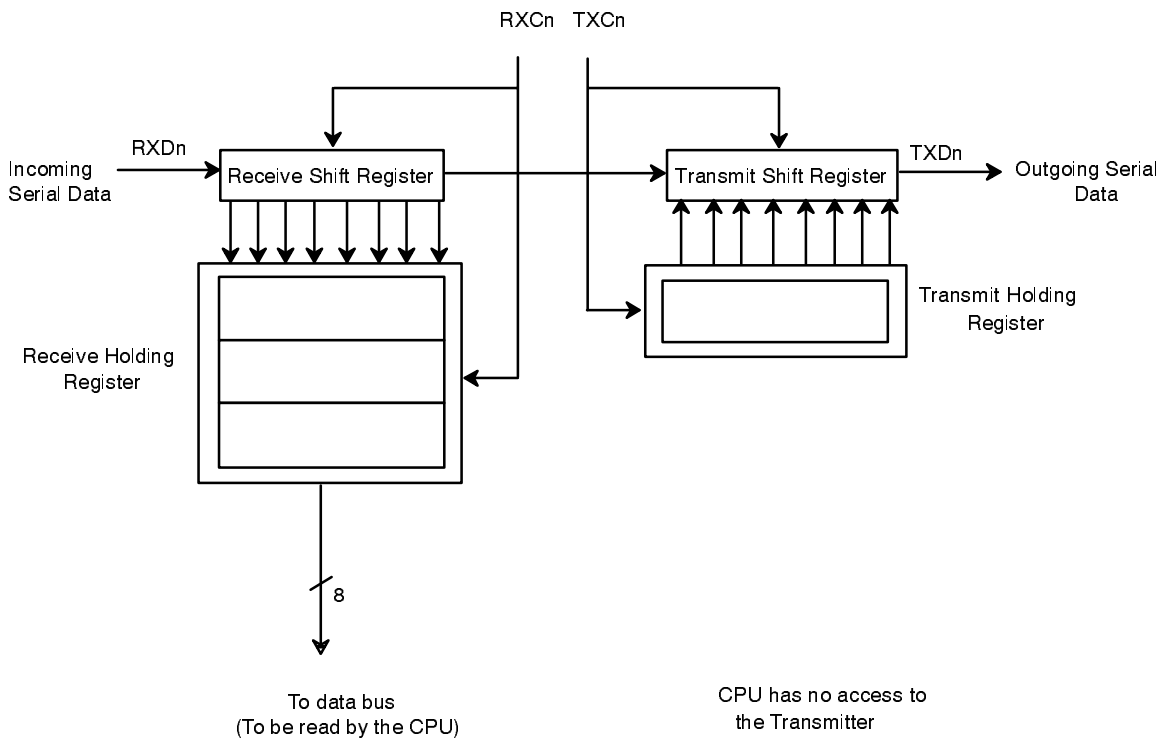 RXCn TXCn
RXDn
Incoming
Serial Data
Receive Shift Register
Transmit Shift Register
TXDn
Outgoing Serial
Data
Receive Holding
Register
Transmit Holding
Register
8
To data bus
(To be read by the CPU)
CPU has no access to
the Transmitter